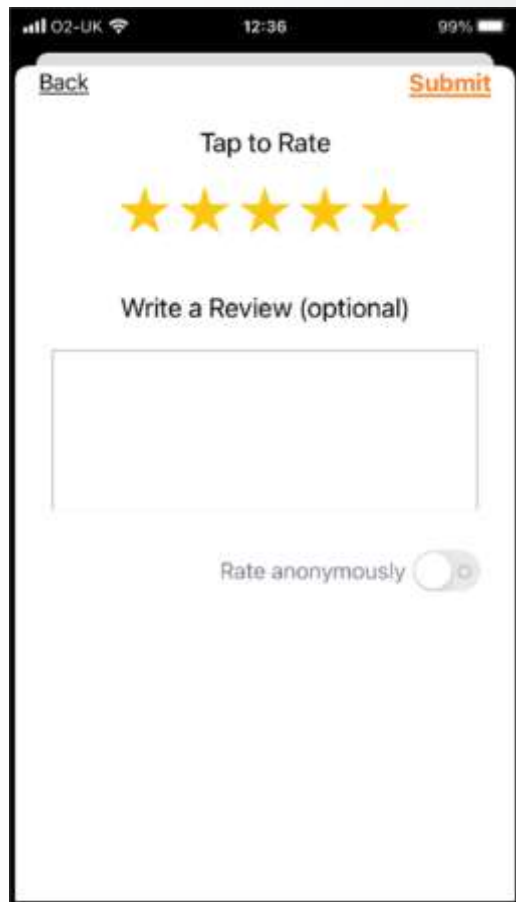 O2-UK 12:36 99%
Back Submit
Tap to Rate
Write a Review (optional)
Rate anonymously